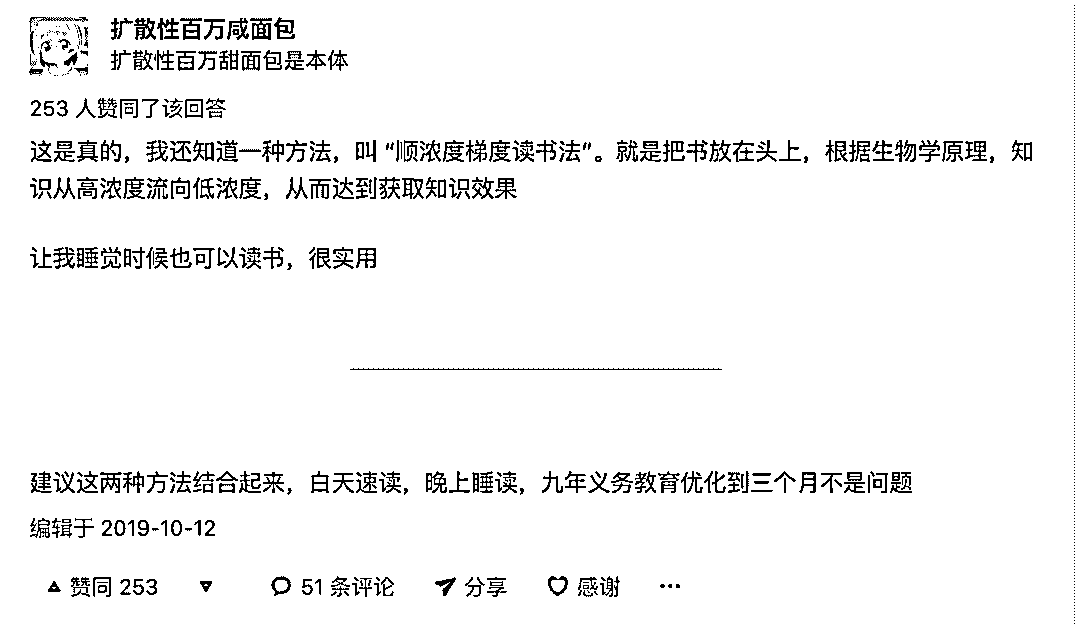 扩散性百万咸面包
扩散性百万甜面包是本体
253 人赞同了该回答
这是真的，我还知道一种方法，叫 “顺浓度梯度读书法”。就是把书放在头上，根据生物学原理，知
识从高浓度流向低浓度，从而达到获取知识效果
让我睡觉时候也可以读书，很实用
建议这两种方法结合起来，白天速读，晚上睡读，九年义务教育优化到三个月不是问题
编辑于 2019-10-12
赞同 253 51 条评论 分享 感谢 ···